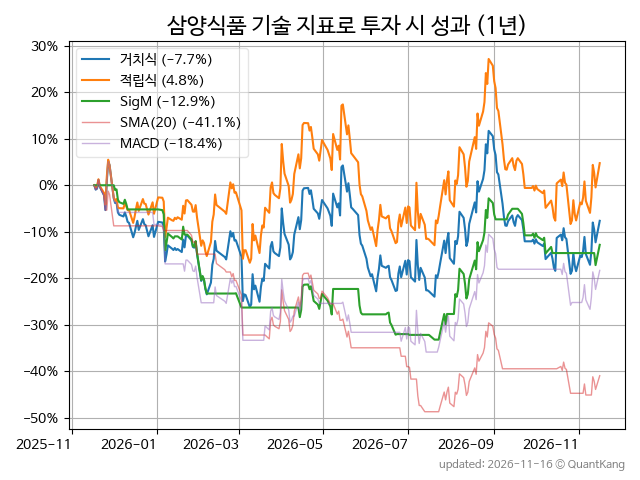 삼양식품 기술 지표로 투자 시 성과 (1년)
30%
20%
10%
0%
−10%
−20%
−30%
−40%
−50%
거치식 (−7.7%)
적립식 (4.8%)
SigM (−12.9%)
SMA(20) (−41.1%)
MACD (−18.4%)
2025-11 2026-01 2026-03 2026-05 2026-07 2026-09 2026-11
updated: 2026-11-16 © QuantKang